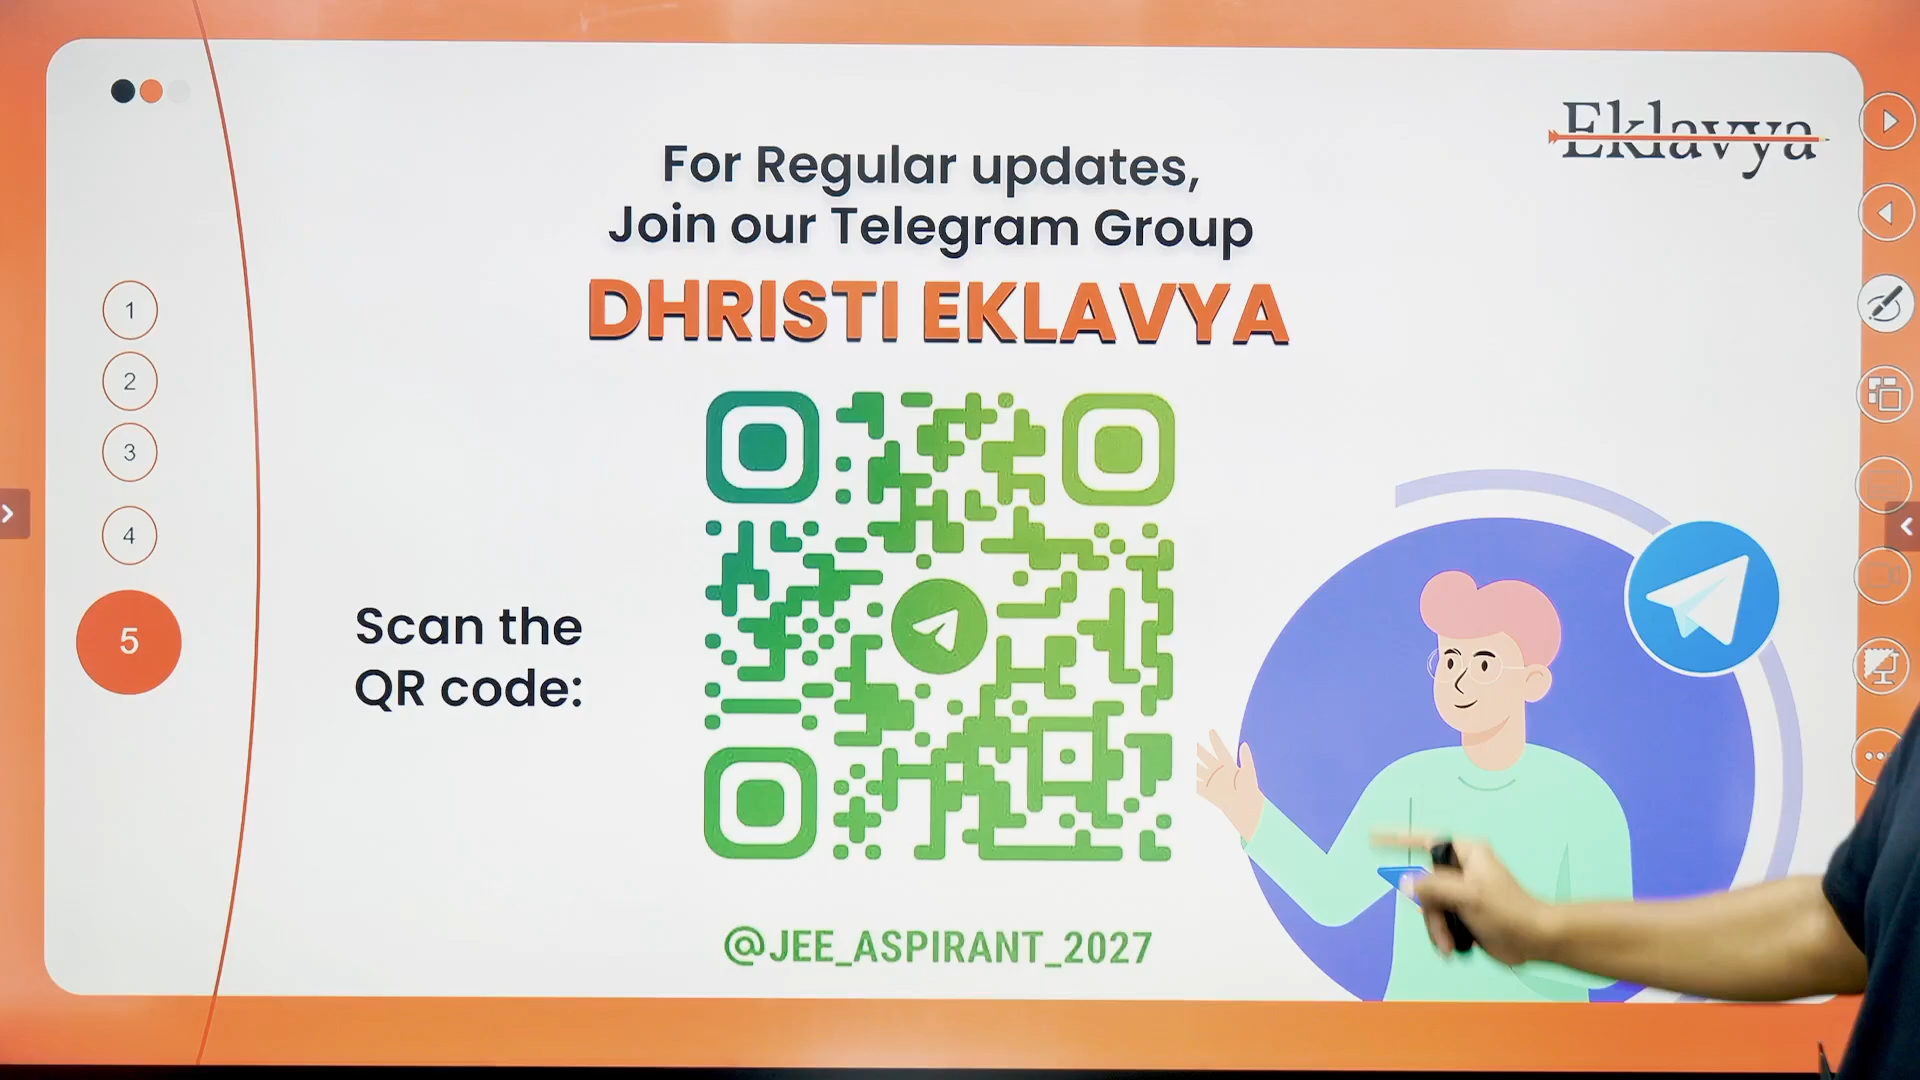 Eklavya
For Regular updates,
Join our Telegram Group
DHRISTI EKLAVYA
1
2
3
4
5
Scan the
QR code:
@JEE_ASPIRANT_2027